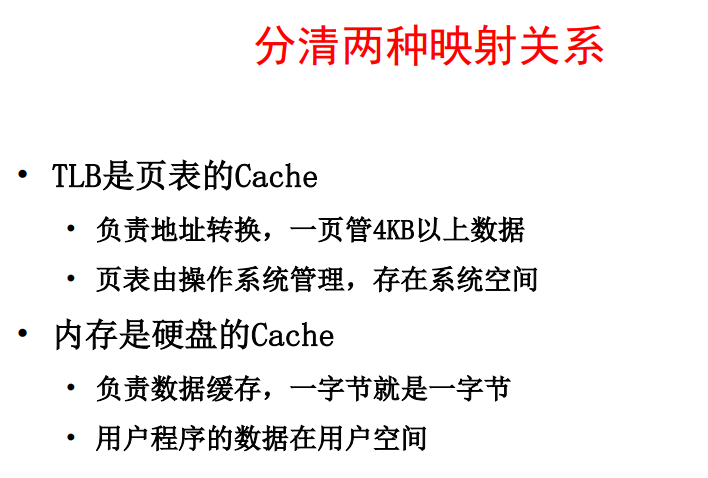 分清两种映射关系
• TLB是页表的Cache
• 负责地址转换，一页管4KB以上数据
• 页表由操作系统管理，存在系统空间
• 内存是硬盘的Cache
• 负责数据缓存，一字节就是一字节
• 用户程序的数据在用户空间